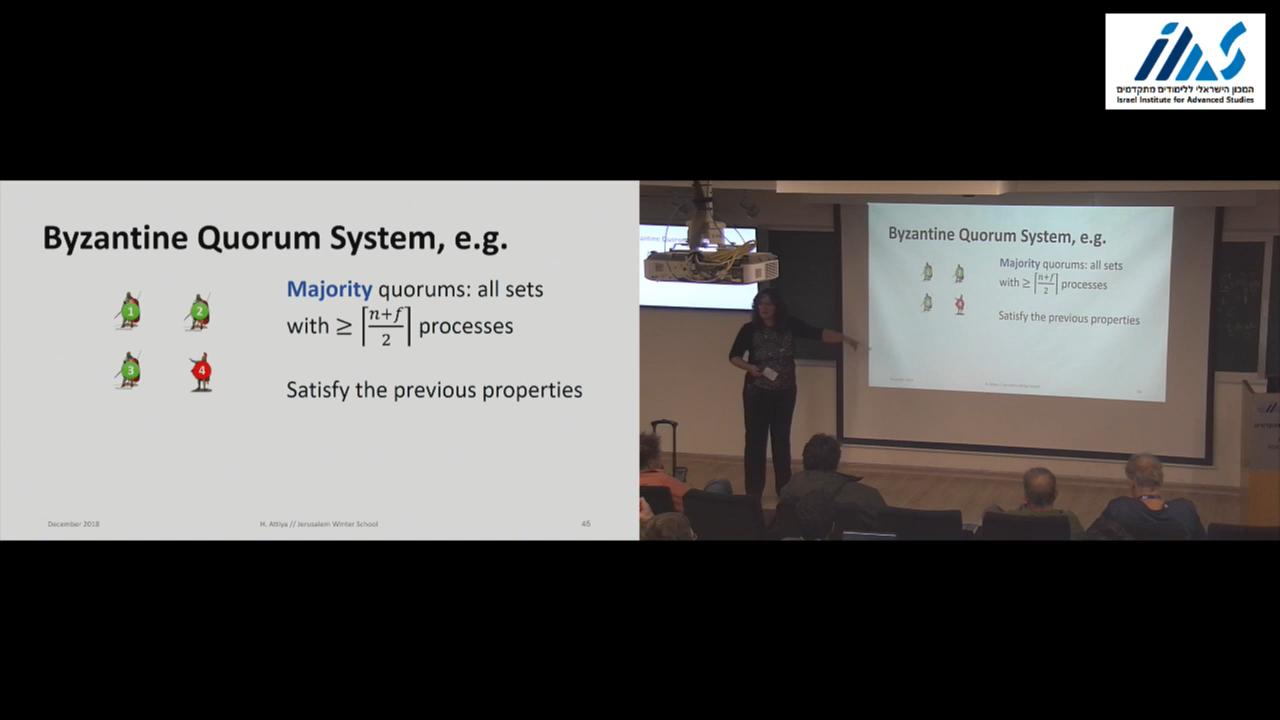 המכון הישראלי ללימודים מתקדמים
Israel Institute for Advanced Studies
Byzantine Quorum System, e.g.
1
2
3
4
Majority quorums: all sets
with ≥ ⌈(n+f)/2⌉ processes
Satisfy the previous properties
December 2018
H. Attiya // Jerusalem Winter School
45
Byzantine Quorum System, e.g.
Majority quorums: all sets
with ≥ ⌈(n+f)/2⌉ processes
Satisfy the previous properties